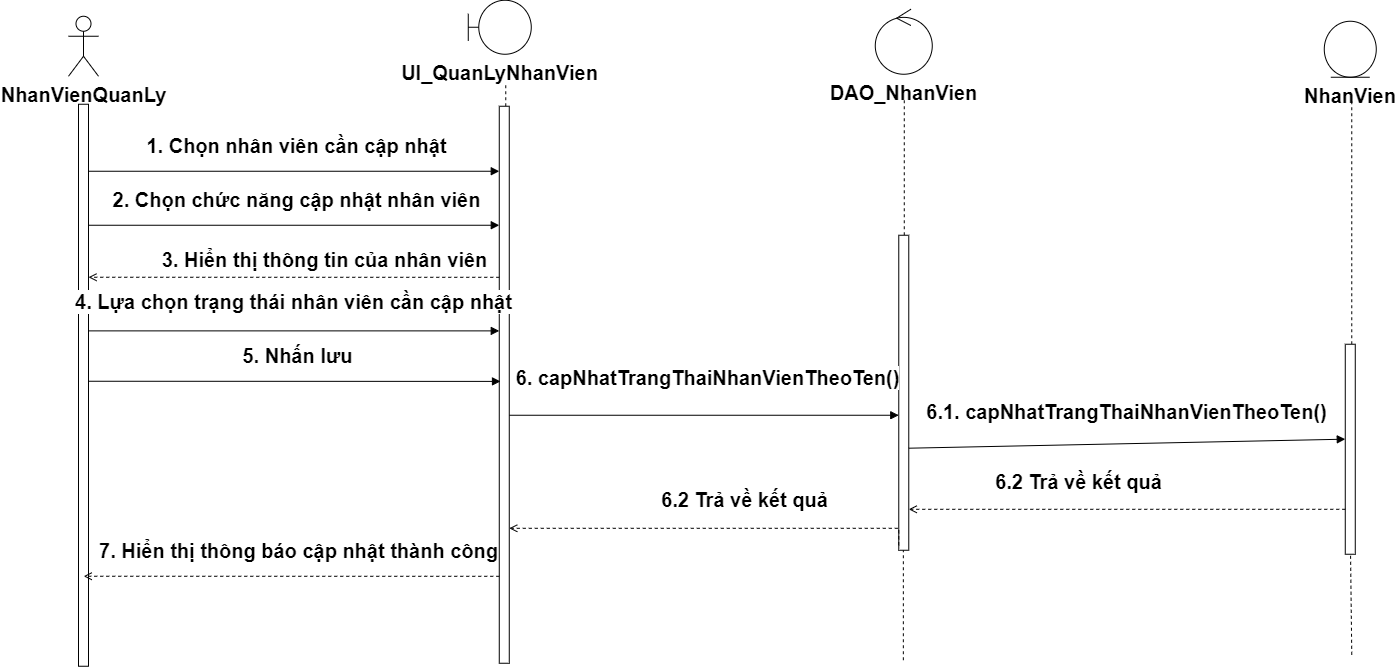 UI_QuanLyNhanVien
NhanVienQuanLy
DAO_NhanVien
NhanVien
1. Chọn nhân viên cần cập nhật
2. Chọn chức năng cập nhật nhân viên
3. Hiển thị thông tin của nhân viên
4. Lựa chọn trạng thái nhân viên cần cập nhật
5. Nhấn lưu
6. capNhatTrangThaiNhanVienTheoTen()
6.1. capNhatTrangThaiNhanVienTheoTen()
6.2 Trả về kết quả
6.2 Trả về kết quả
7. Hiển thị thông báo cập nhật thành công